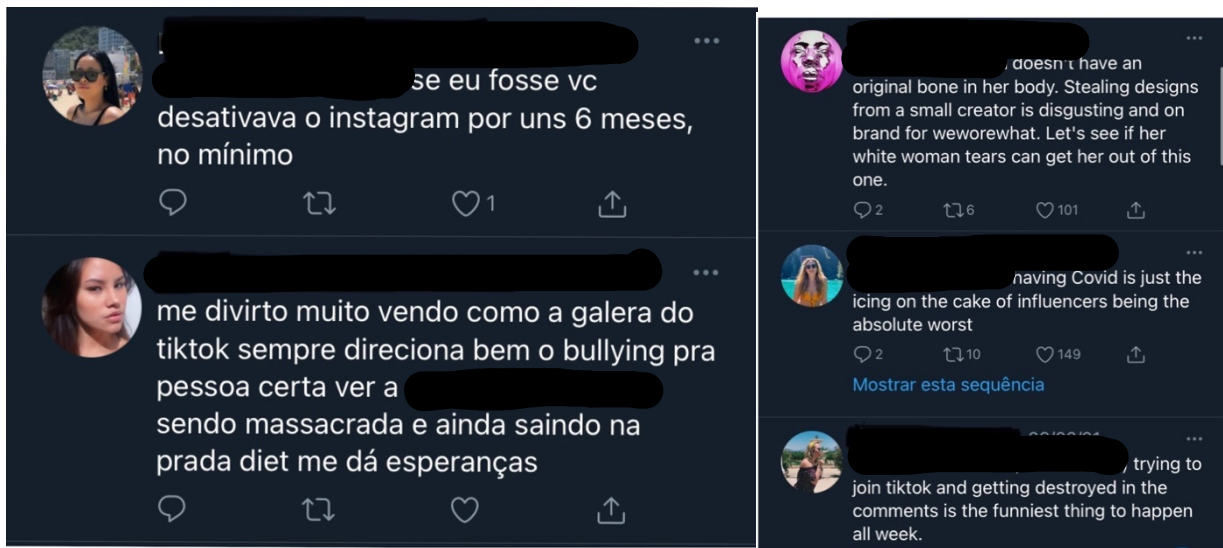 se eu fosse vc
desativava o instagram por uns 6 meses,
no mínimo
1
me divirto muito vendo como a galera do
tiktok sempre direciona bem o bullying pra
pessoa certa ver a
sendo massacrada e ainda saindo na
prada diet me dá esperanças
doesn't have an
original bone in her body. Stealing designs
from a small creator is disgusting and on
brand for weworewhat. Let's see if her
white woman tears can get her out of this
one.
2 6 101
having Covid is just the
icing on the cake of influencers being the
absolute worst
2 10 149
Mostrar esta sequência
trying to
join tiktok and getting destroyed in the
comments is the funniest thing to happen
all week.